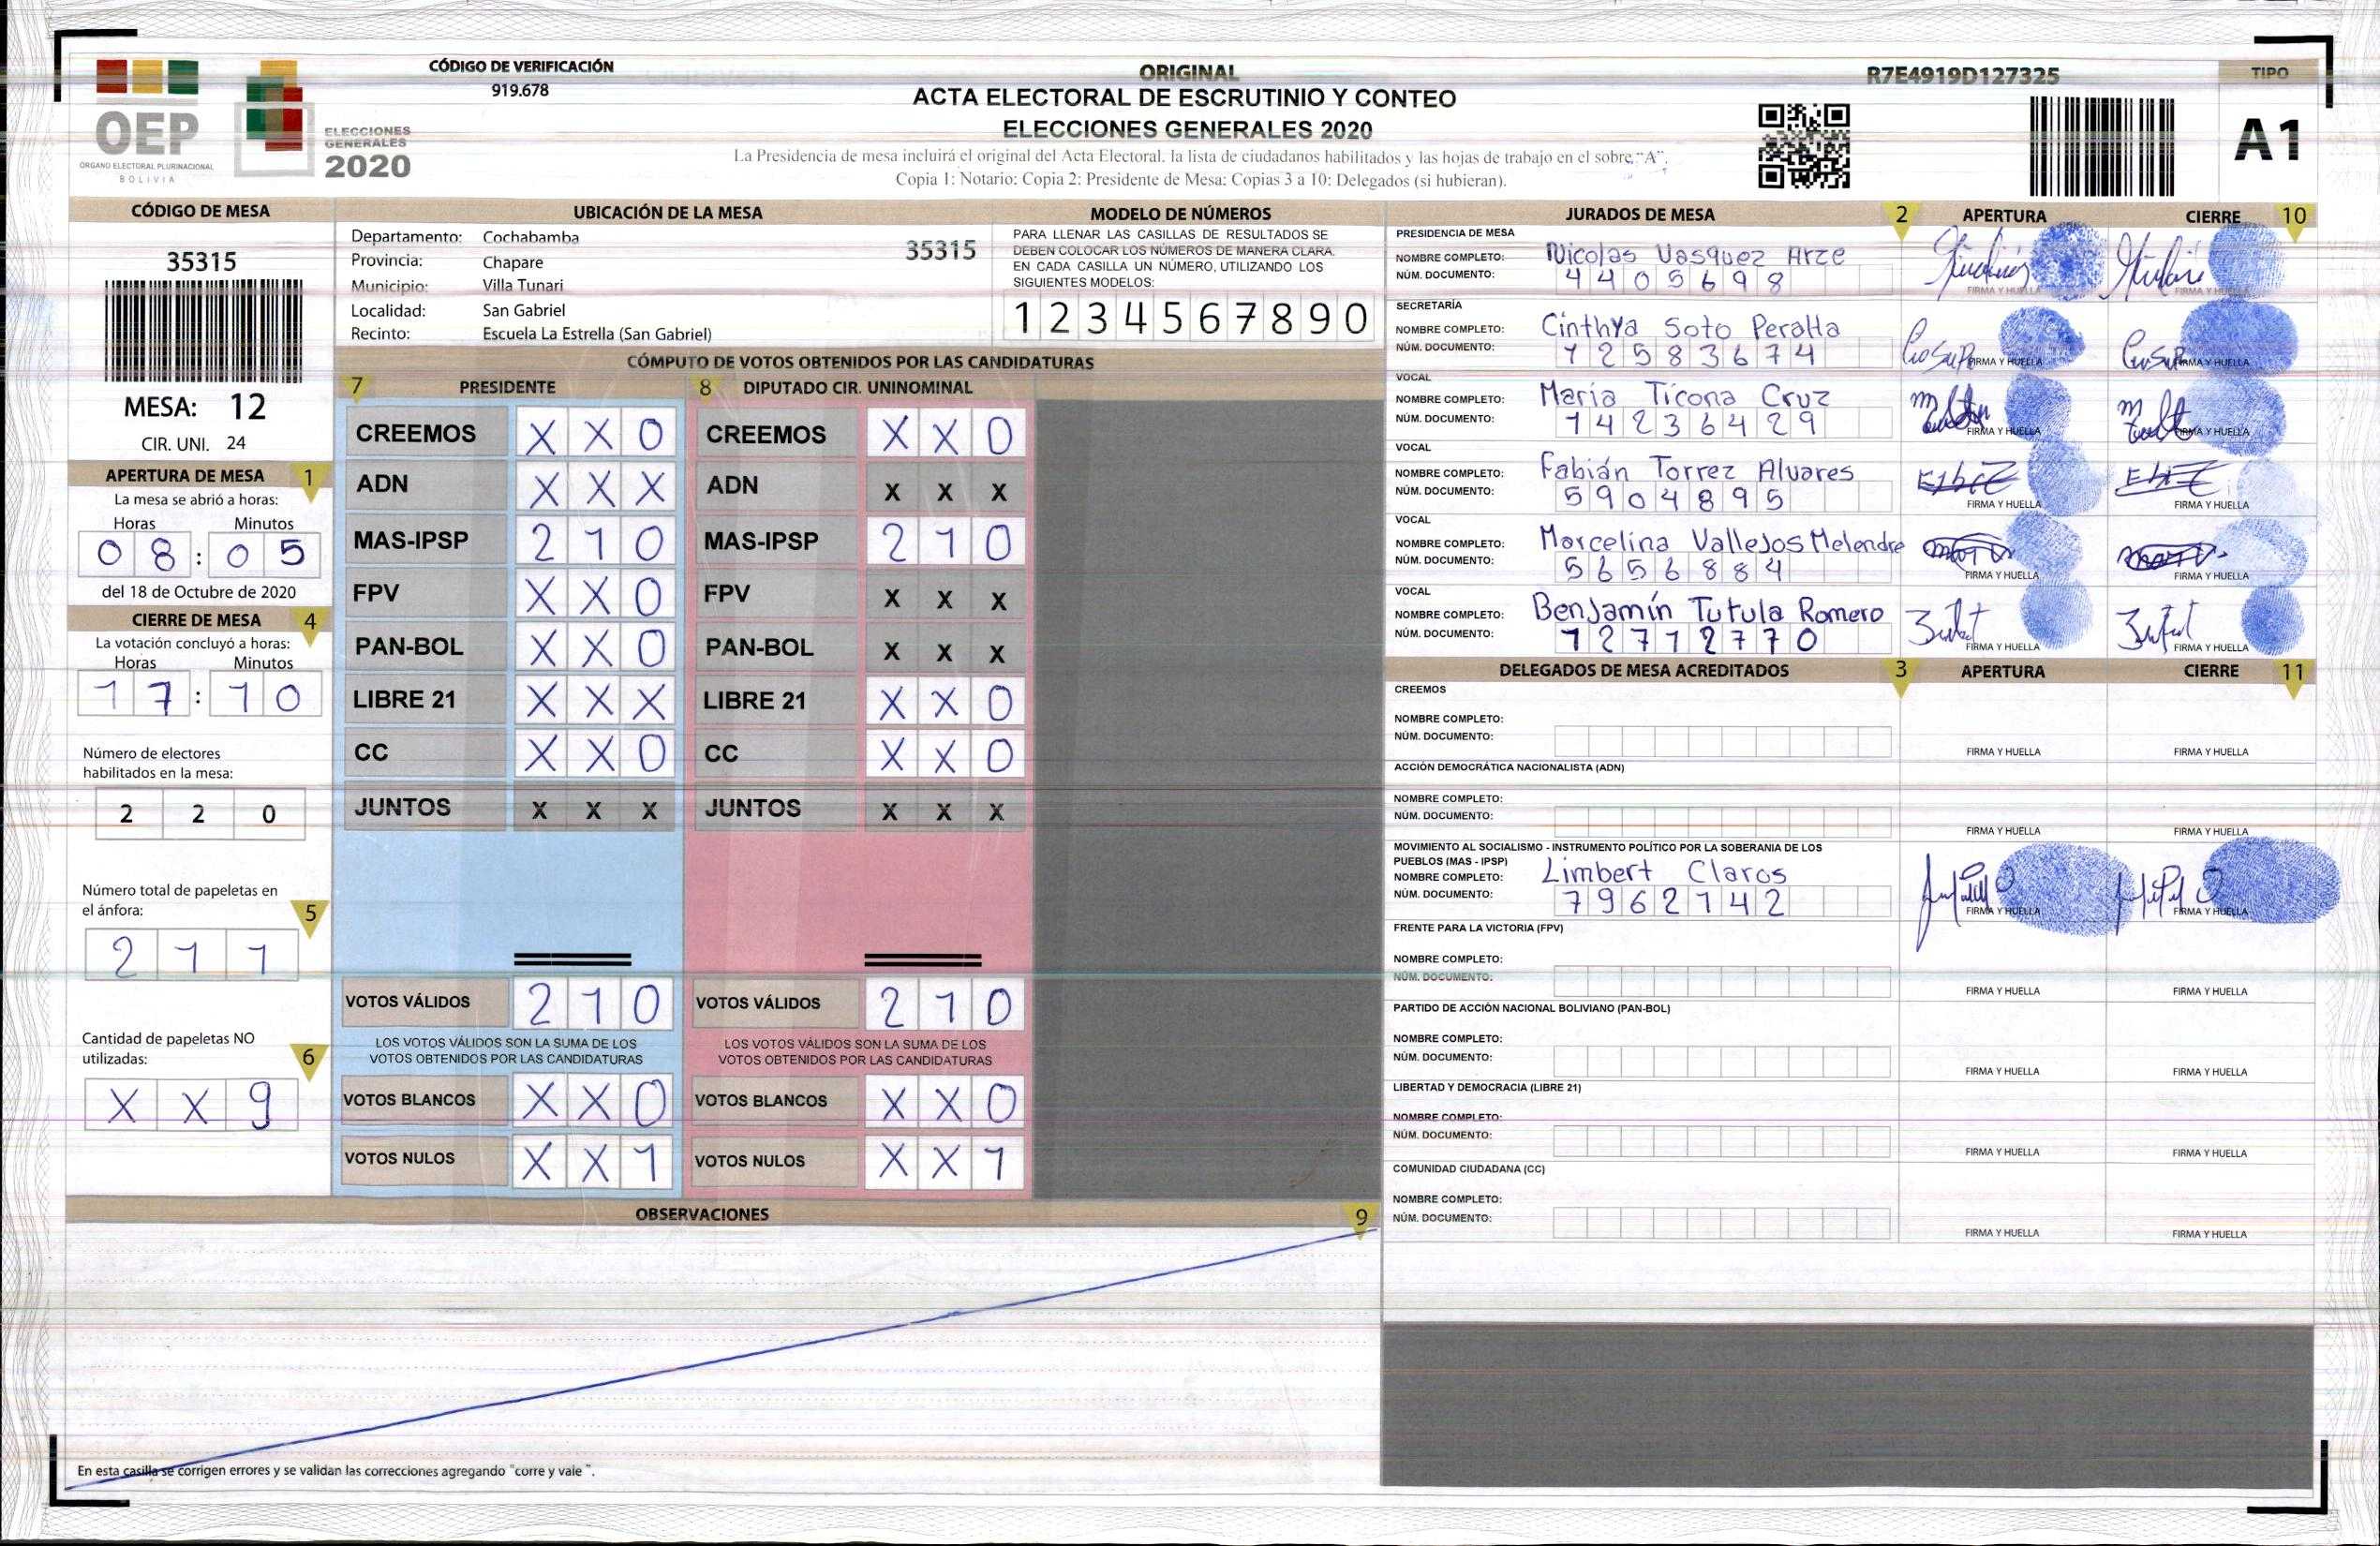 OEP
ÓRGANO ELECTORAL PLURINACIONAL
BOLIVIA
ELECCIONES
GENERALES
2020
CÓDIGO DE VERIFICACIÓN
919.678
ORIGINAL
ACTA ELECTORAL DE ESCRUTINIO Y CONTEO
ELECCIONES GENERALES 2020
La Presidencia de mesa incluirá el original del Acta Electoral, la lista de ciudadanos habilitados y las hojas de trabajo en el sobre "A".
Copia 1: Notario; Copia 2: Presidente de Mesa; Copias 3 a 10: Delegados (si hubieran).
R7E4919D127325
TIPO
A1
CÓDIGO DE MESA
35315
MESA: 12
CIR. UNI. 24
APERTURA DE MESA 1
La mesa se abrió a horas:
Horas Minutos
08:05
del 18 de Octubre de 2020
CIERRE DE MESA 4
La votación concluyó a horas:
Horas Minutos
17:10
Número de electores
habilitados en la mesa:
2 2 0
Número total de papeletas en
el ánfora: 5
2 1 1
Cantidad de papeletas NO
utilizadas: 6
X X 9
UBICACIÓN DE LA MESA
Departamento: Cochabamba 35315
Provincia: Chapare
Municipio: Villa Tunari
Localidad: San Gabriel
Recinto: Escuela La Estrella (San Gabriel)
MODELO DE NÚMEROS
PARA LLENAR LAS CASILLAS DE RESULTADOS SE
DEBEN COLOCAR LOS NÚMEROS DE MANERA CLARA.
EN CADA CASILLA UN NÚMERO, UTILIZANDO LOS
SIGUIENTES MODELOS:
1 2 3 4 5 6 7 8 9 0
CÓMPUTO DE VOTOS OBTENIDOS POR LAS CANDIDATURAS
7 PRESIDENTE 8 DIPUTADO CIR. UNINOMINAL
CREEMOS X X 0 CREEMOS X X 0
ADN X X X ADN X X X
MAS-IPSP 2 1 0 MAS-IPSP 2 1 0
FPV X X 0 FPV X X X
PAN-BOL X X 0 PAN-BOL X X X
LIBRE 21 X X X LIBRE 21 X X 0
CC X X 0 CC X X 0
JUNTOS X X X JUNTOS X X X
VOTOS VÁLIDOS 2 1 0 VOTOS VÁLIDOS 2 1 0
LOS VOTOS VÁLIDOS SON LA SUMA DE LOS LOS VOTOS VÁLIDOS SON LA SUMA DE LOS
VOTOS OBTENIDOS POR LAS CANDIDATURAS VOTOS OBTENIDOS POR LAS CANDIDATURAS
VOTOS BLANCOS X X 0 VOTOS BLANCOS X X 0
VOTOS NULOS X X 1 VOTOS NULOS X X 1
OBSERVACIONES 9
En esta casilla se corrigen errores y se validan las correcciones agregando "corre y vale ".
JURADOS DE MESA 2 APERTURA CIERRE 10
PRESIDENCIA DE MESA
NOMBRE COMPLETO: Nicolas Vasquez Arze
NÚM. DOCUMENTO: 4405698
FIRMA Y HUELLA FIRMA Y HUELLA
SECRETARÍA
NOMBRE COMPLETO: Cinthya Soto Peralta
NÚM. DOCUMENTO: 12583674
FIRMA Y HUELLA FIRMA Y HUELLA
VOCAL
NOMBRE COMPLETO: Maria Ticona Cruz
NÚM. DOCUMENTO: 14236429
FIRMA Y HUELLA FIRMA Y HUELLA
VOCAL
NOMBRE COMPLETO: Fabián Torrez Alvares
NÚM. DOCUMENTO: 5904895
FIRMA Y HUELLA FIRMA Y HUELLA
VOCAL
NOMBRE COMPLETO: Marcelina Vallejos Melendre
NÚM. DOCUMENTO: 5656884
FIRMA Y HUELLA FIRMA Y HUELLA
VOCAL
NOMBRE COMPLETO: Benjamín Tutula Romero
NÚM. DOCUMENTO: 12712770
FIRMA Y HUELLA FIRMA Y HUELLA
DELEGADOS DE MESA ACREDITADOS 3 APERTURA CIERRE 11
CREEMOS
NOMBRE COMPLETO:
NÚM. DOCUMENTO:
FIRMA Y HUELLA FIRMA Y HUELLA
ACCIÓN DEMOCRÁTICA NACIONALISTA (ADN)
NOMBRE COMPLETO:
NÚM. DOCUMENTO:
FIRMA Y HUELLA FIRMA Y HUELLA
MOVIMIENTO AL SOCIALISMO - INSTRUMENTO POLÍTICO POR LA SOBERANIA DE LOS
PUEBLOS (MAS - IPSP)
NOMBRE COMPLETO: Limbert Claros
NÚM. DOCUMENTO: 7962142
FIRMA Y HUELLA FIRMA Y HUELLA
FRENTE PARA LA VICTORIA (FPV)
NOMBRE COMPLETO:
NÚM. DOCUMENTO:
FIRMA Y HUELLA FIRMA Y HUELLA
PARTIDO DE ACCIÓN NACIONAL BOLIVIANO (PAN-BOL)
NOMBRE COMPLETO:
NÚM. DOCUMENTO:
FIRMA Y HUELLA FIRMA Y HUELLA
LIBERTAD Y DEMOCRACIA (LIBRE 21)
NOMBRE COMPLETO:
NÚM. DOCUMENTO:
FIRMA Y HUELLA FIRMA Y HUELLA
COMUNIDAD CIUDADANA (CC)
NOMBRE COMPLETO:
NÚM. DOCUMENTO:
FIRMA Y HUELLA FIRMA Y HUELLA